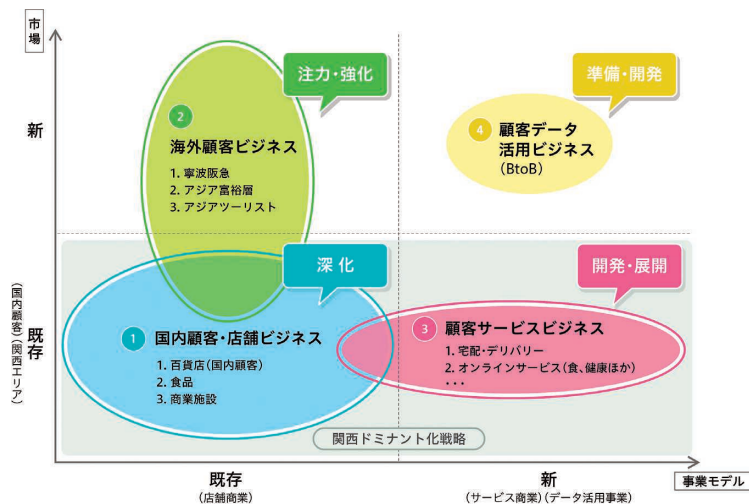 市場
注力・強化
準備・開発
新
2
海外顧客ビジネス
1. 寧波阪急
2. アジア富裕層
3. アジアツーリスト
4
顧客データ
活用ビジネス
(BtoB)
深化
開発・展開
既存
(国内顧客)(関西エリア)
1
国内顧客・店舗ビジネス
1. 百貨店(国内顧客)
2. 食品
3. 商業施設
3
顧客サービスビジネス
1. 宅配・デリバリー
2. オンラインサービス(食、健康ほか)
・・・
関西ドミナント化戦略
既存
(店舗商業)
新
(サービス商業)(データ活用事業)
事業モデル